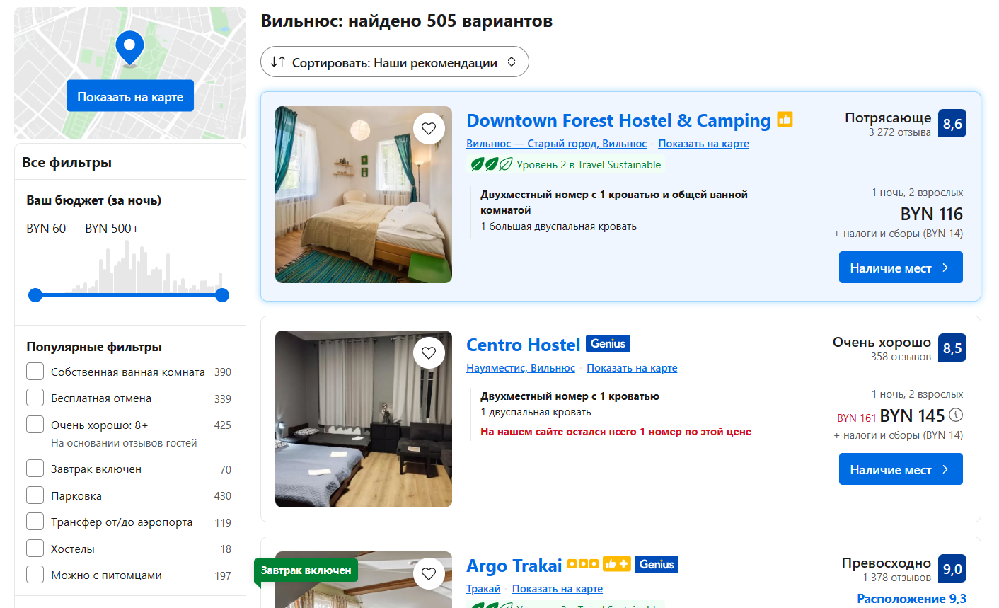 Показать на карте
Все фильтры
Ваш бюджет (за ночь)
BYN 60 — BYN 500+
Популярные фильтры
Собственная ванная комната 390
Бесплатная отмена 339
Очень хорошо: 8+ 425
На основании отзывов гостей
Завтрак включен 70
Парковка 430
Трансфер от/до аэропорта 119
Хостелы 18
Можно с питомцами 197
Вильнюс: найдено 505 вариантов
Сортировать: Наши рекомендации
Downtown Forest Hostel & Camping
Вильнюс — Старый город, Вильнюс · Показать на карте
Уровень 2 в Travel Sustainable
Двухместный номер с 1 кроватью и общей ванной
комнатой
1 большая двуспальная кровать
Потрясающе 8,6
3 272 отзыва
1 ночь, 2 взрослых
BYN 116
+ налоги и сборы (BYN 14)
Наличие мест
Centro Hostel Genius
Науяместис, Вильнюс · Показать на карте
Двухместный номер с 1 кроватью
1 двуспальная кровать
На нашем сайте остался всего 1 номер по этой цене
Очень хорошо 8,5
358 отзывов
1 ночь, 2 взрослых
BYN 161 BYN 145
+ налоги и сборы (BYN 14)
Наличие мест
Завтрак включен
Argo Trakai Genius
Тракай · Показать на карте
Уровень 2 в Travel Sustainable
Превосходно 9,0
1 378 отзывов
Расположение 9,3